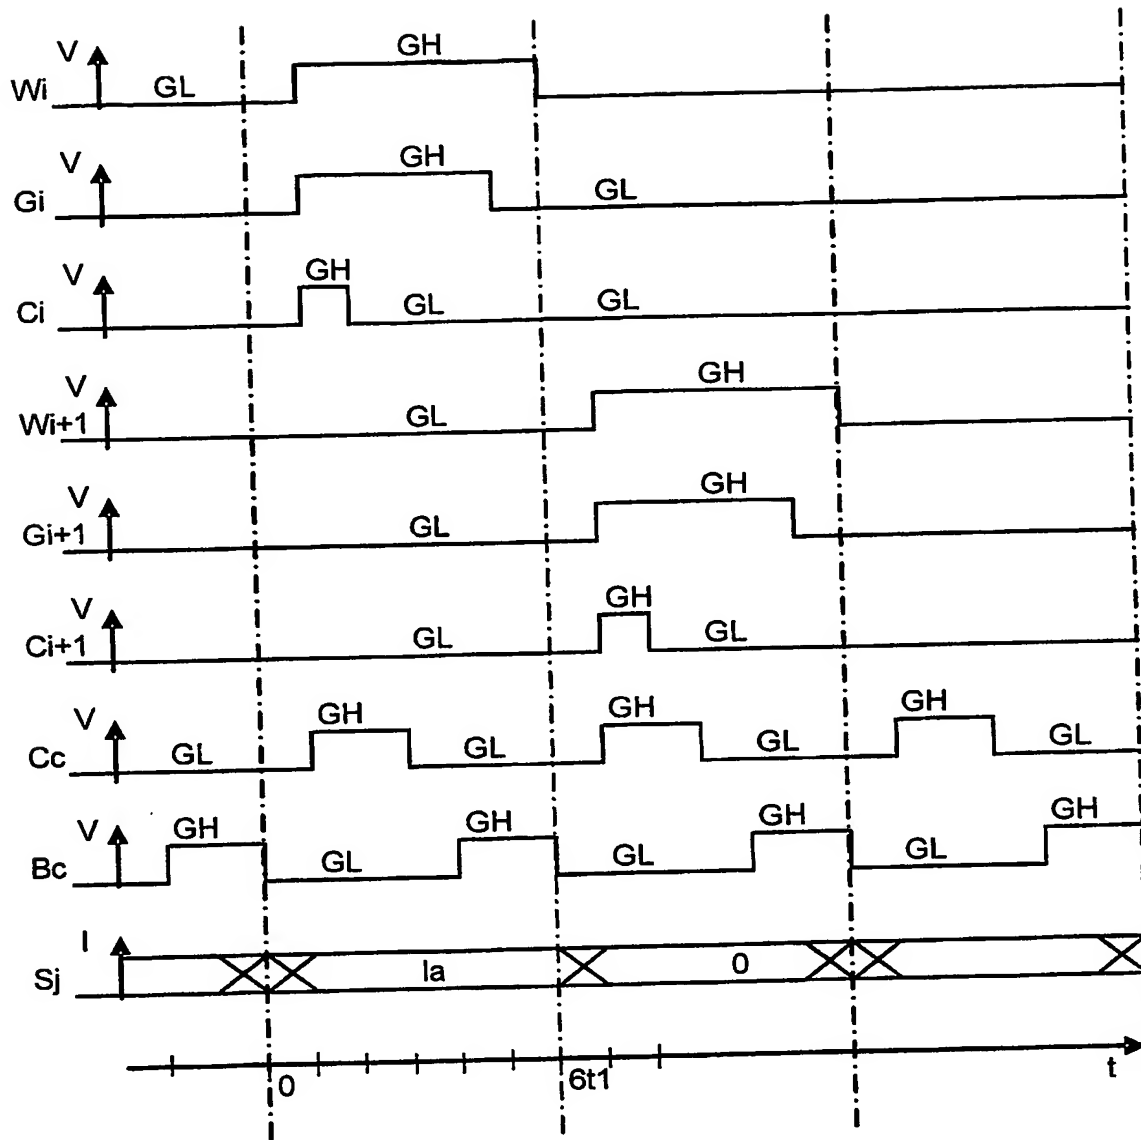 V GH
Wi GL
V GH
Gi GL
V GH
Ci GL GL
V GH
Wi+1 GL
V GH
Gi+1 GL
V GH
Ci+1 GL GL
V GH GH GH
Cc GL GL GL GL
V GH GH GH GH
Bc GL GL GL
I
Sj Ia 0
0 6t1 t